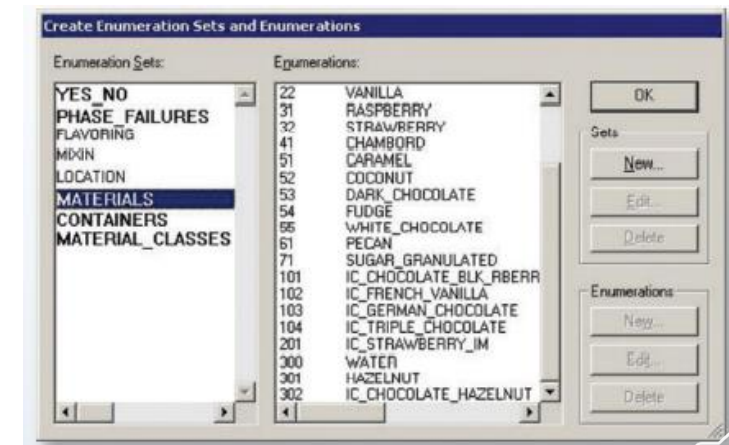 Create Enumeration Sets and Enumerations
Enumeration Sets:
YES_NO
PHASE_FAILURES
FLAVORING
MIXIN
LOCATION
MATERIALS
CONTAINERS
MATERIAL_CLASSES
Enumerations:
22 VANILLA
31 RASPBERRY
32 STRAWBERRY
41 CHAMBORD
51 CARAMEL
52 COCONUT
53 DARK_CHOCOLATE
54 FUDGE
55 WHITE_CHOCOLATE
61 PECAN
71 SUGAR_GRANULATED
101 IC_CHOCOLATE_BLK_RBERR
102 IC_FRENCH_VANILLA
103 IC_GERMAN_CHOCOLATE
104 IC_TRIPLE_CHOCOLATE
201 IC_STRAWBERRY_IM
300 WATER
301 HAZELNUT
302 IC_CHOCOLATE_HAZELNUT
OK
Sets
New...
Edit...
Delete
Enumerations
New...
Edit...
Delete